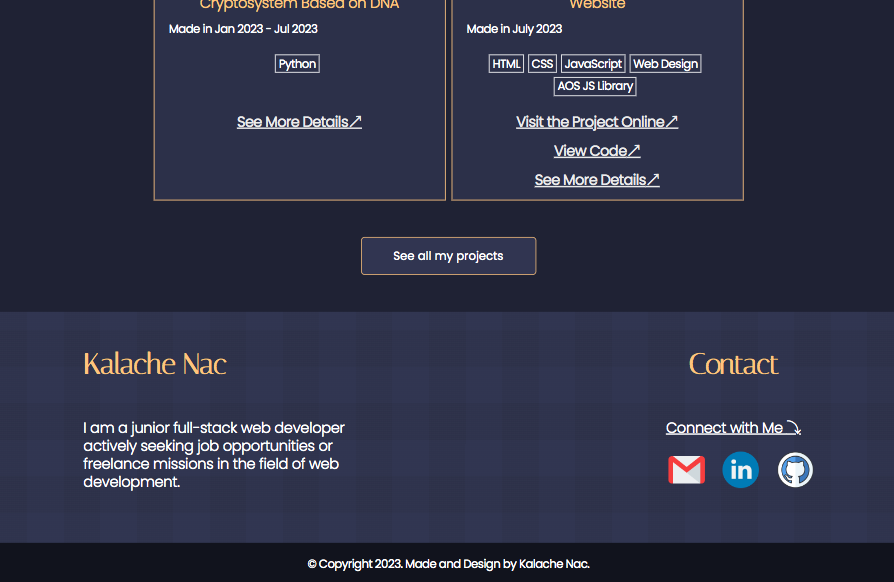 Cryptosystem Based on DNA
Made in Jan 2023 - Jul 2023
Python
See More Details↗
Website
Made in July 2023
HTML CSS JavaScript Web Design
AOS JS Library
Visit the Project Online↗
View Code↗
See More Details↗
See all my projects
Kalache Nac
I am a junior full-stack web developer
actively seeking job opportunities or
freelance missions in the field of web
development.
Contact
Connect with Me ⤵
in
© Copyright 2023. Made and Design by Kalache Nac.